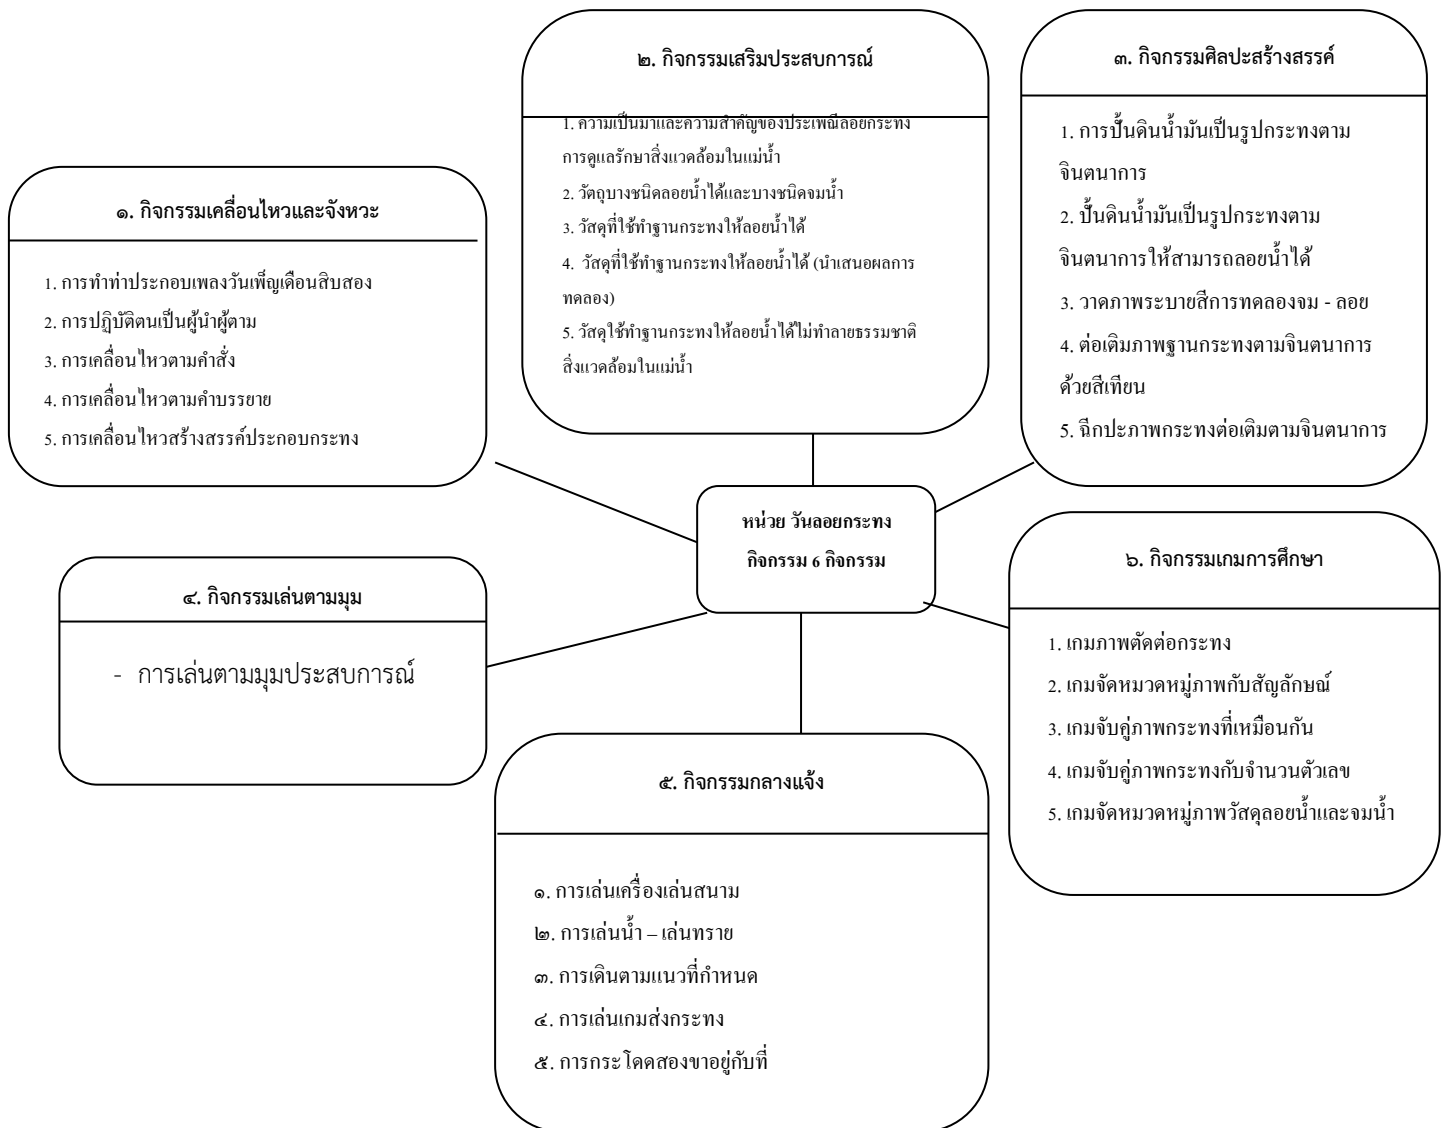 ๒. กิจกรรมเสริมประสบการณ์
1. ความเป็นมาและความสำคัญของประเพณีลอยกระทง
การดูแลรักษาสิ่งแวดล้อมในแม่น้ำ
2. วัตถุบางชนิดลอยน้ำได้และบางชนิดจมน้ำ
3. วัสดุที่ใช้ทำฐานกระทงให้ลอยน้ำได้
4. วัสดุที่ใช้ทำฐานกระทงให้ลอยน้ำได้ (นำเสนอผลการ
ทดลอง)
5. วัสดุใช้ทำฐานกระทงให้ลอยน้ำได้ไม่ทำลายธรรมชาติ
สิ่งแวดล้อมในแม่น้ำ
๓. กิจกรรมศิลปะสร้างสรรค์
1. การปั้นดินน้ำมันเป็นรูปกระทงตาม
จินตนาการ
2. ปั้นดินน้ำมันเป็นรูปกระทงตาม
จินตนาการให้สามารถลอยน้ำได้
3. วาดภาพระบายสีการทดลองจม - ลอย
4. ต่อเติมภาพฐานกระทงตามจินตนาการ
ด้วยสีเทียน
5. ฉีกปะภาพกระทงต่อเติมตามจินตนาการ
๑. กิจกรรมเคลื่อนไหวและจังหวะ
1. การทำท่าประกอบเพลงวันเพ็ญเดือนสิบสอง
2. การปฏิบัติตนเป็นผู้นำผู้ตาม
3. การเคลื่อนไหวตามคำสั่ง
4. การเคลื่อนไหวตามคำบรรยาย
5. การเคลื่อนไหวสร้างสรรค์ประกอบกระทง
หน่วย วันลอยกระทง
กิจกรรม 6 กิจกรรม
๔. กิจกรรมเล่นตามมุม
- การเล่นตามมุมประสบการณ์
๖. กิจกรรมเกมการศึกษา
1. เกมภาพตัดต่อกระทง
2. เกมจัดหมวดหมู่ภาพกับสัญลักษณ์
3. เกมจับคู่ภาพกระทงที่เหมือนกัน
4. เกมจับคู่ภาพกระทงกับจำนวนตัวเลข
5. เกมจัดหมวดหมู่ภาพวัสดุลอยน้ำและจมน้ำ
๕. กิจกรรมกลางแจ้ง
๑. การเล่นเครื่องเล่นสนาม
๒. การเล่นน้ำ – เล่นทราย
๓. การเดินตามแนวที่กำหนด
๔. การเล่นเกมส่งกระทง
๕. การกระโดดสองขาอยู่กับที่